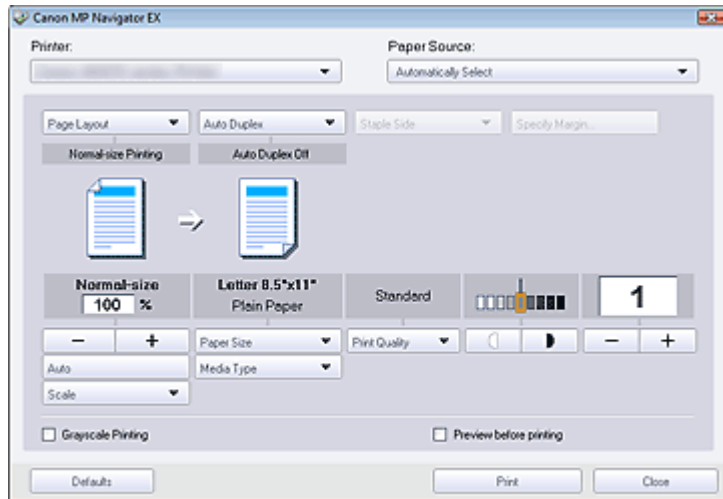 Canon MP Navigator EX
Printer: Paper Source:
Automatically Select
Page Layout Auto Duplex Staple Side Specify Margin...
Normal-size Printing Auto Duplex Off
Normal-size Letter 8.5"x11" Standard 1
100 % Plain Paper
− + Paper Size Print Quality − +
Auto Media Type
Scale
Grayscale Printing Preview before printing
Defaults Print Close